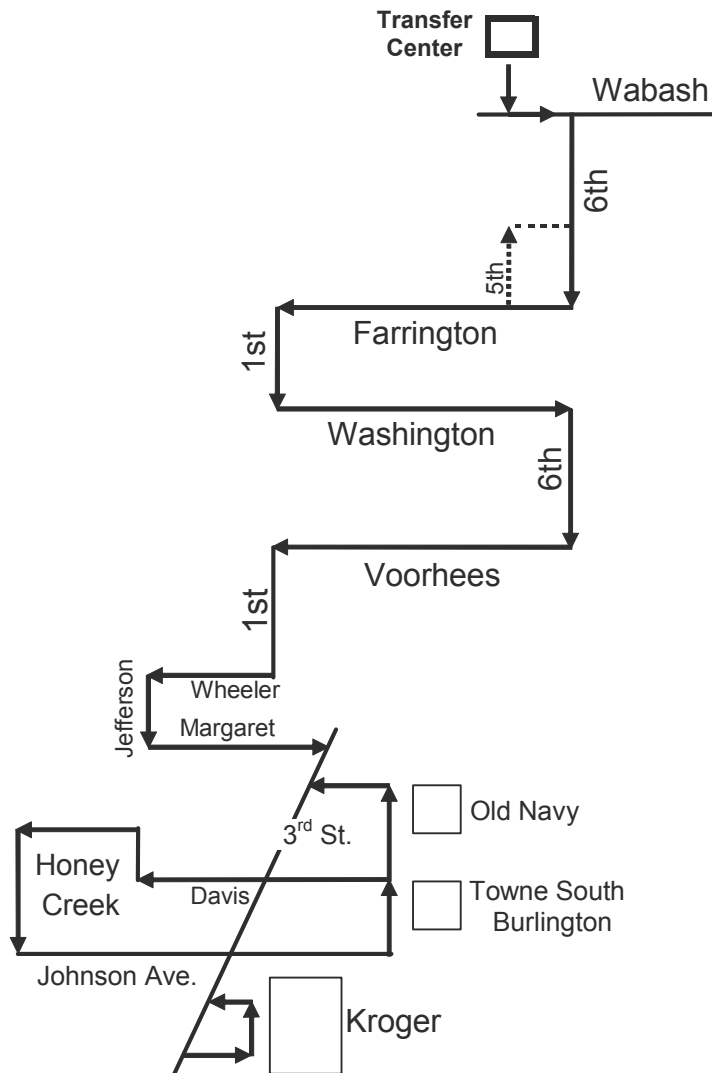 Transfer
Center
Wabash
6th
5th
Farrington
1st
Washington
6th
Voorhees
1st
Wheeler
Jefferson
Margaret
3rd St.
Old Navy
Honey
Creek
Davis
Towne South
Burlington
Johnson Ave.
Kroger